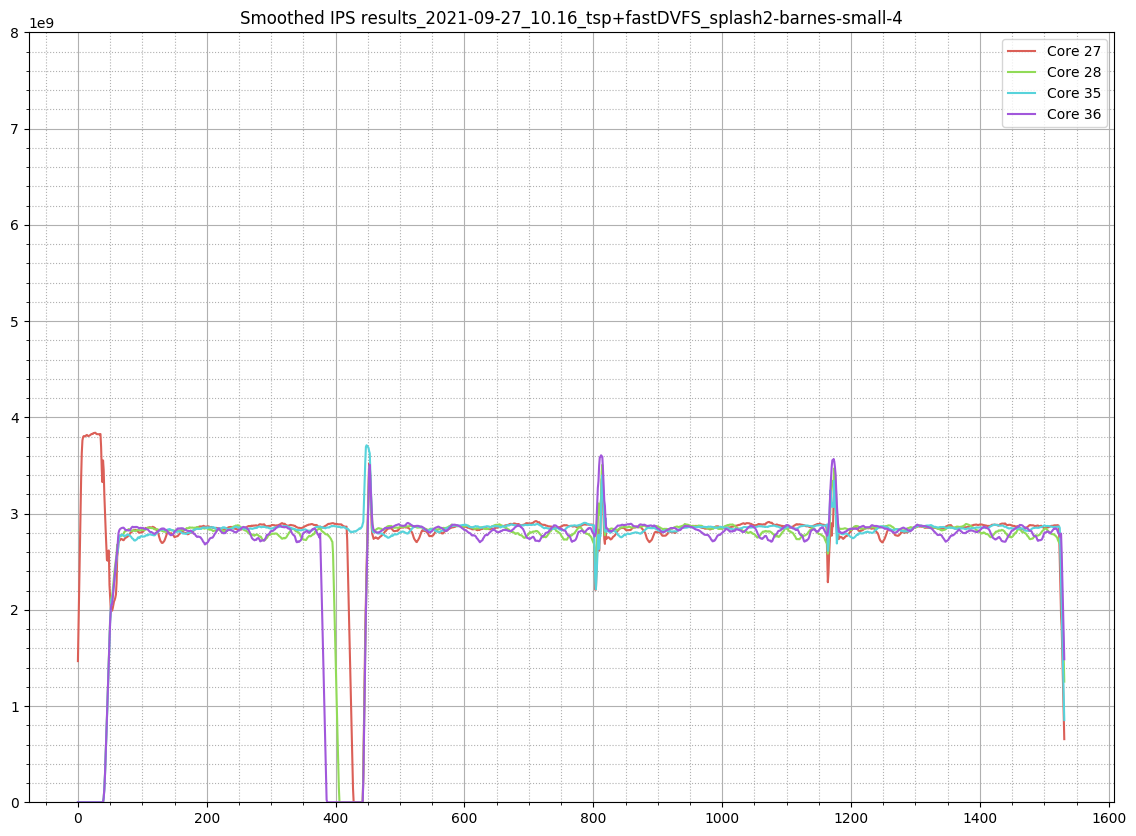 Smoothed IPS results_2021-09-27_10.16_tsp+fastDVFS_splash2-barnes-small-4
1e9
8
7
6
5
4
3
2
1
0
Core 27
Core 28
Core 35
Core 36
0 200 400 600 800 1000 1200 1400 1600